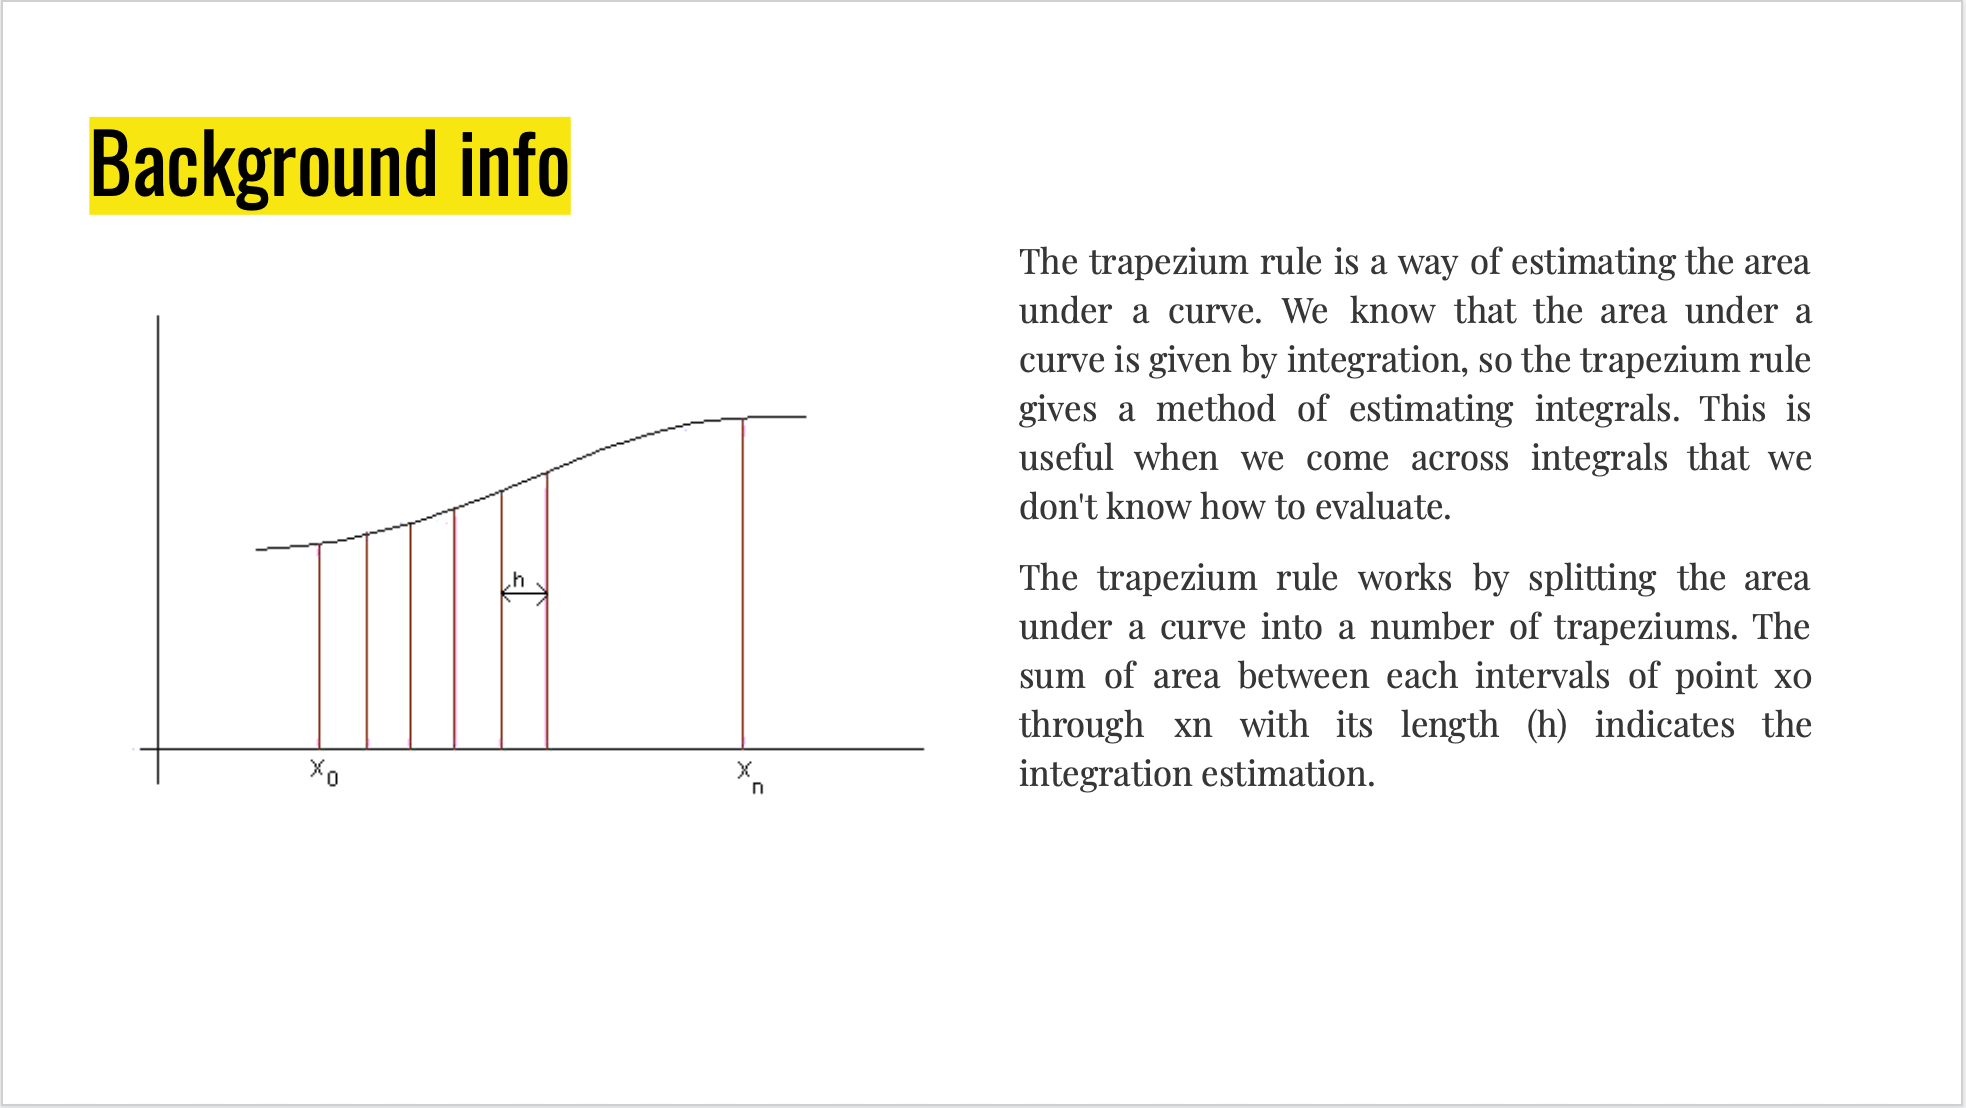 Background info
The trapezium rule is a way of estimating the area
under a curve. We know that the area under a
curve is given by integration, so the trapezium rule
gives a method of estimating integrals. This is
useful when we come across integrals that we
don't know how to evaluate.
The trapezium rule works by splitting the area
under a curve into a number of trapeziums. The
sum of area between each intervals of point x0
through xn with its length (h) indicates the
integration estimation.
h
x0
xn